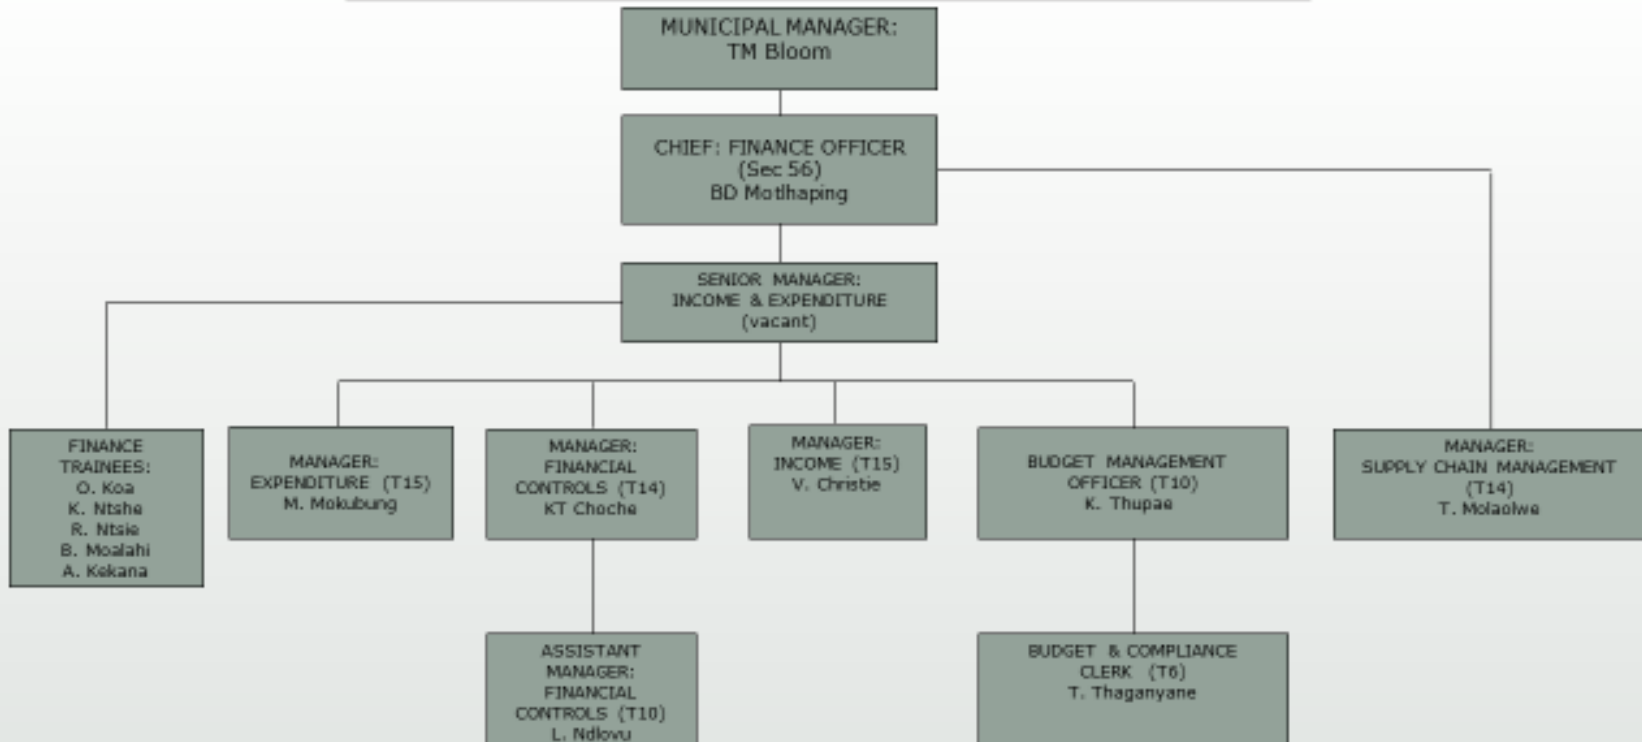 MUNICIPAL MANAGER:
TM Bloom
CHIEF: FINANCE OFFICER
(Sec 56)
BD Motlhaping
SENIOR MANAGER:
INCOME & EXPENDITURE
(vacant)
FINANCE
TRAINEES:
O. Koa
K. Ntshe
R. Ntsie
B. Moalahi
A. Kekana
MANAGER:
EXPENDITURE (T15)
M. Mokubung
MANAGER:
FINANCIAL
CONTROLS (T14)
KT Choche
MANAGER:
INCOME (T15)
V. Christie
BUDGET MANAGEMENT
OFFICER (T10)
K. Thupae
MANAGER:
SUPPLY CHAIN MANAGEMENT
(T14)
T. Molaolwe
ASSISTANT
MANAGER:
FINANCIAL
CONTROLS (T10)
L. Ndlovu
BUDGET & COMPLIANCE
CLERK (T6)
T. Thaganyane